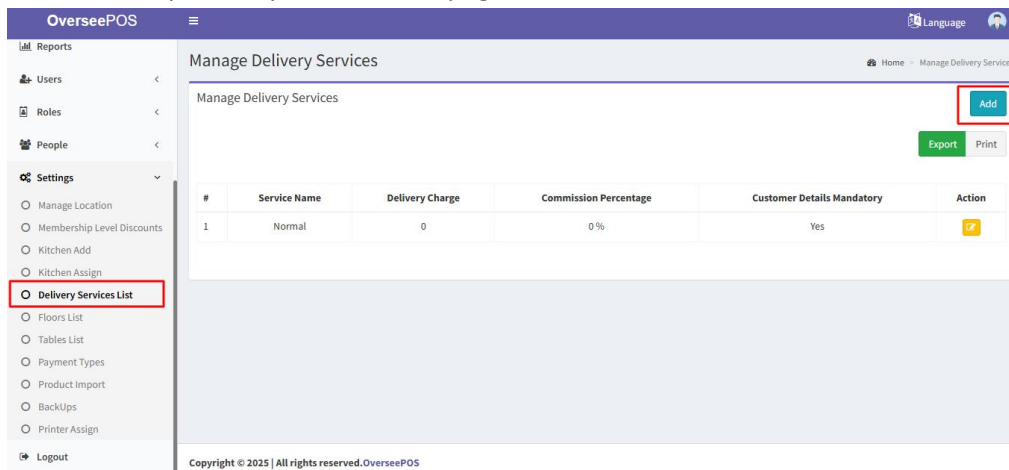 OverseePOS
Language
Reports
Users
Roles
People
Settings
Manage Location
Membership Level Discounts
Kitchen Add
Kitchen Assign
Delivery Services List
Floors List
Tables List
Payment Types
Product Import
BackUps
Printer Assign
Logout
Manage Delivery Services
Home > Manage Delivery Service
Manage Delivery Services
Add
Export Print
# Service Name Delivery Charge Commission Percentage Customer Details Mandatory Action
1 Normal 0 0 % Yes
Copyright © 2025 | All rights reserved.OverseePOS